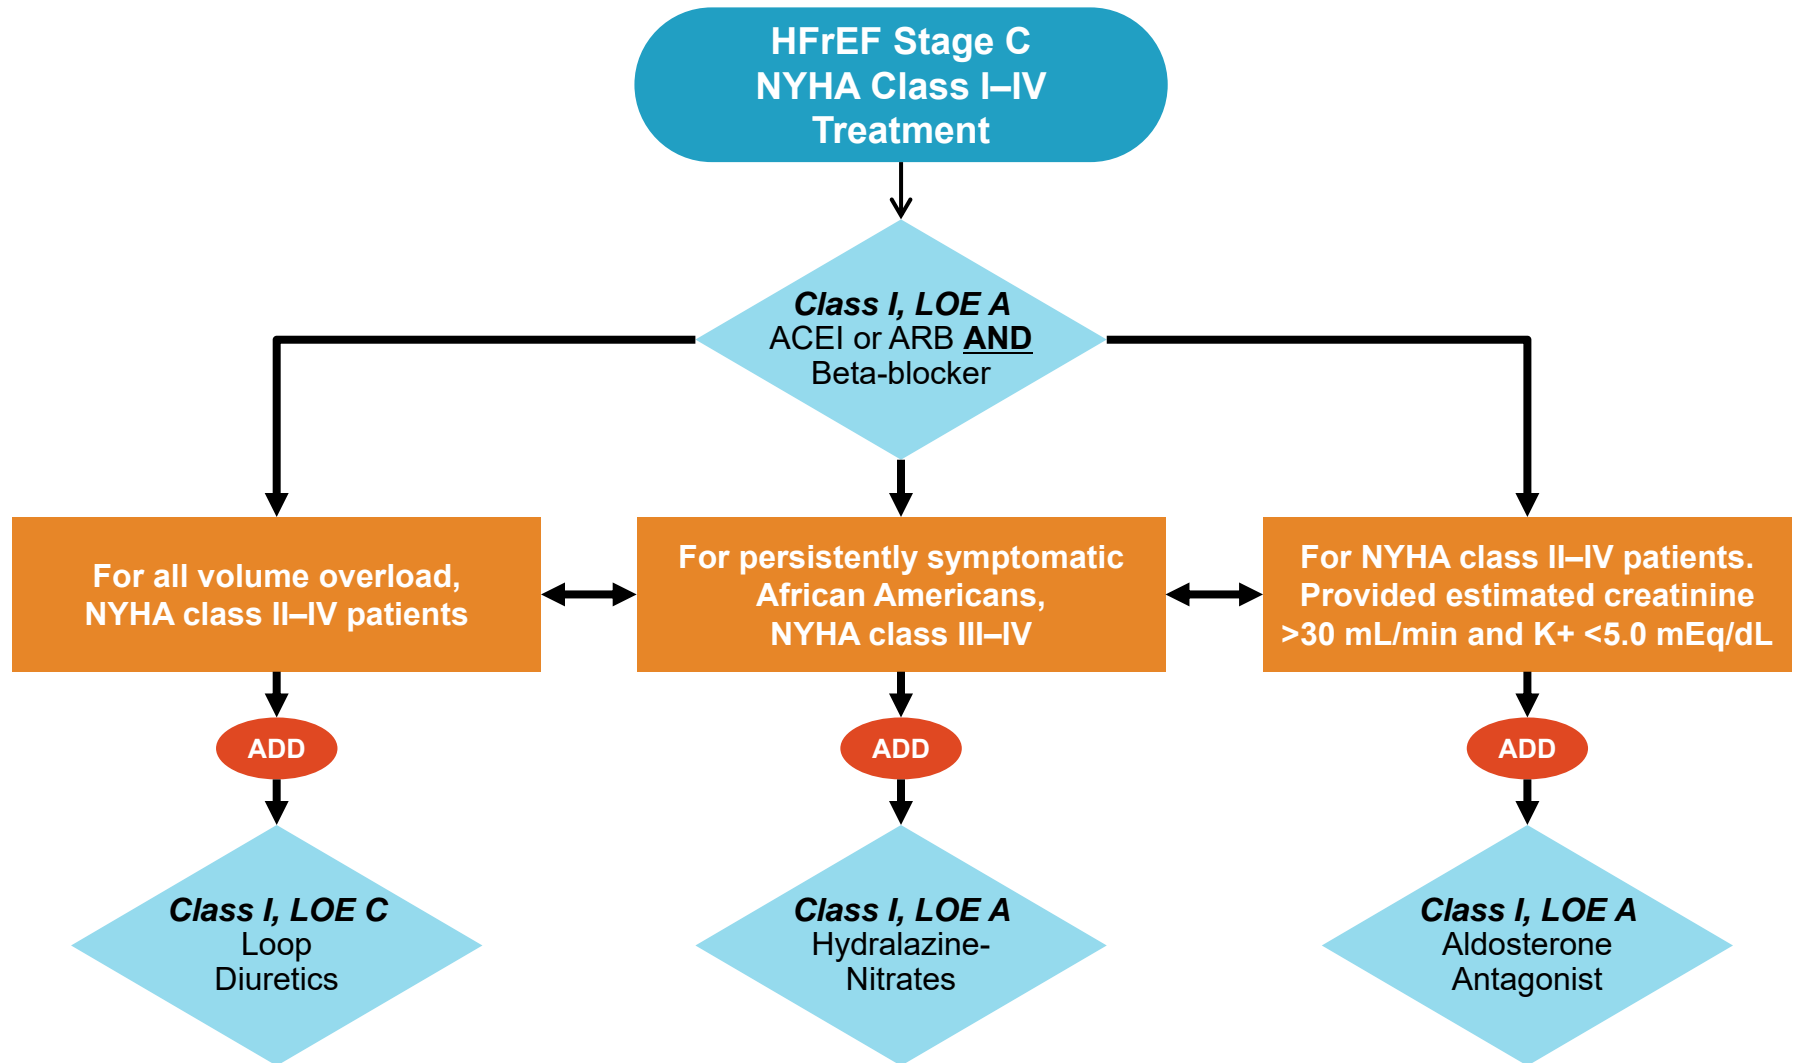 HFrEF Stage C
NYHA Class I–IV
Treatment
Class I, LOE A
ACEI or ARB AND
Beta-blocker
For all volume overload,
NYHA class II–IV patients
For persistently symptomatic
African Americans,
NYHA class III–IV
For NYHA class II–IV patients.
Provided estimated creatinine
>30 mL/min and K+ <5.0 mEq/dL
ADD
ADD
ADD
Class I, LOE C
Loop
Diuretics
Class I, LOE A
Hydralazine-
Nitrates
Class I, LOE A
Aldosterone
Antagonist